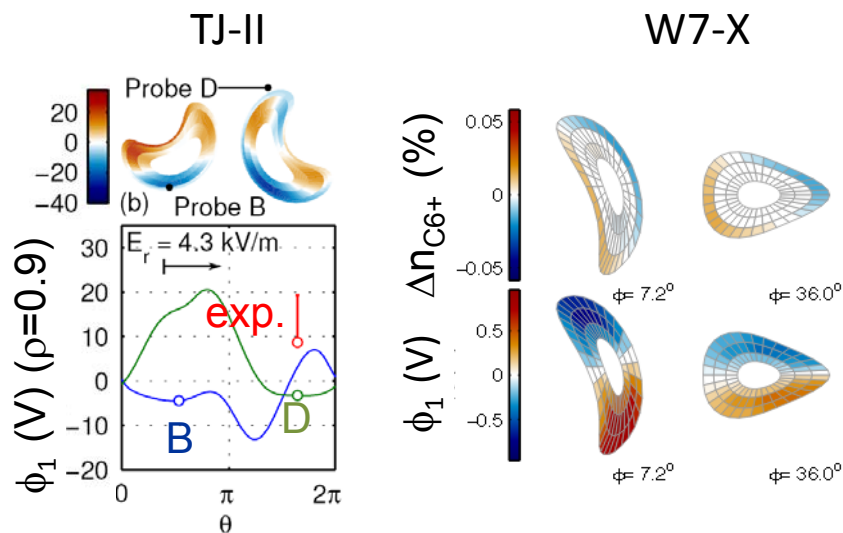 TJ-II
W7-X
Probe D
20
0
−20
−40
(b)
Probe B
ϕ₁ (V) (ρ=0.9)
30
20
10
0
−10
−20
E_r = 4.3 kV/m
exp.
B
D
0
π
2π
θ
Δn_C6+ (%)
0.05
0
−0.05
ϕ= 7.2°
ϕ= 36.0°
ϕ₁ (V)
0.5
0
−0.5
ϕ= 7.2°
ϕ= 36.0°